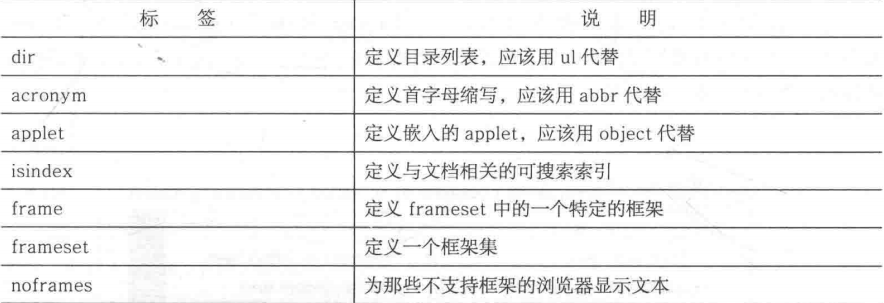 标 签 说 明
dir 定义目录列表，应该用 ul 代替
acronym 定义首字母缩写，应该用 abbr 代替
applet 定义嵌入的 applet，应该用 object 代替
isindex 定义与文档相关的可搜索索引
frame 定义 frameset 中的一个特定的框架
frameset 定义一个框架集
noframes 为那些不支持框架的浏览器显示文本